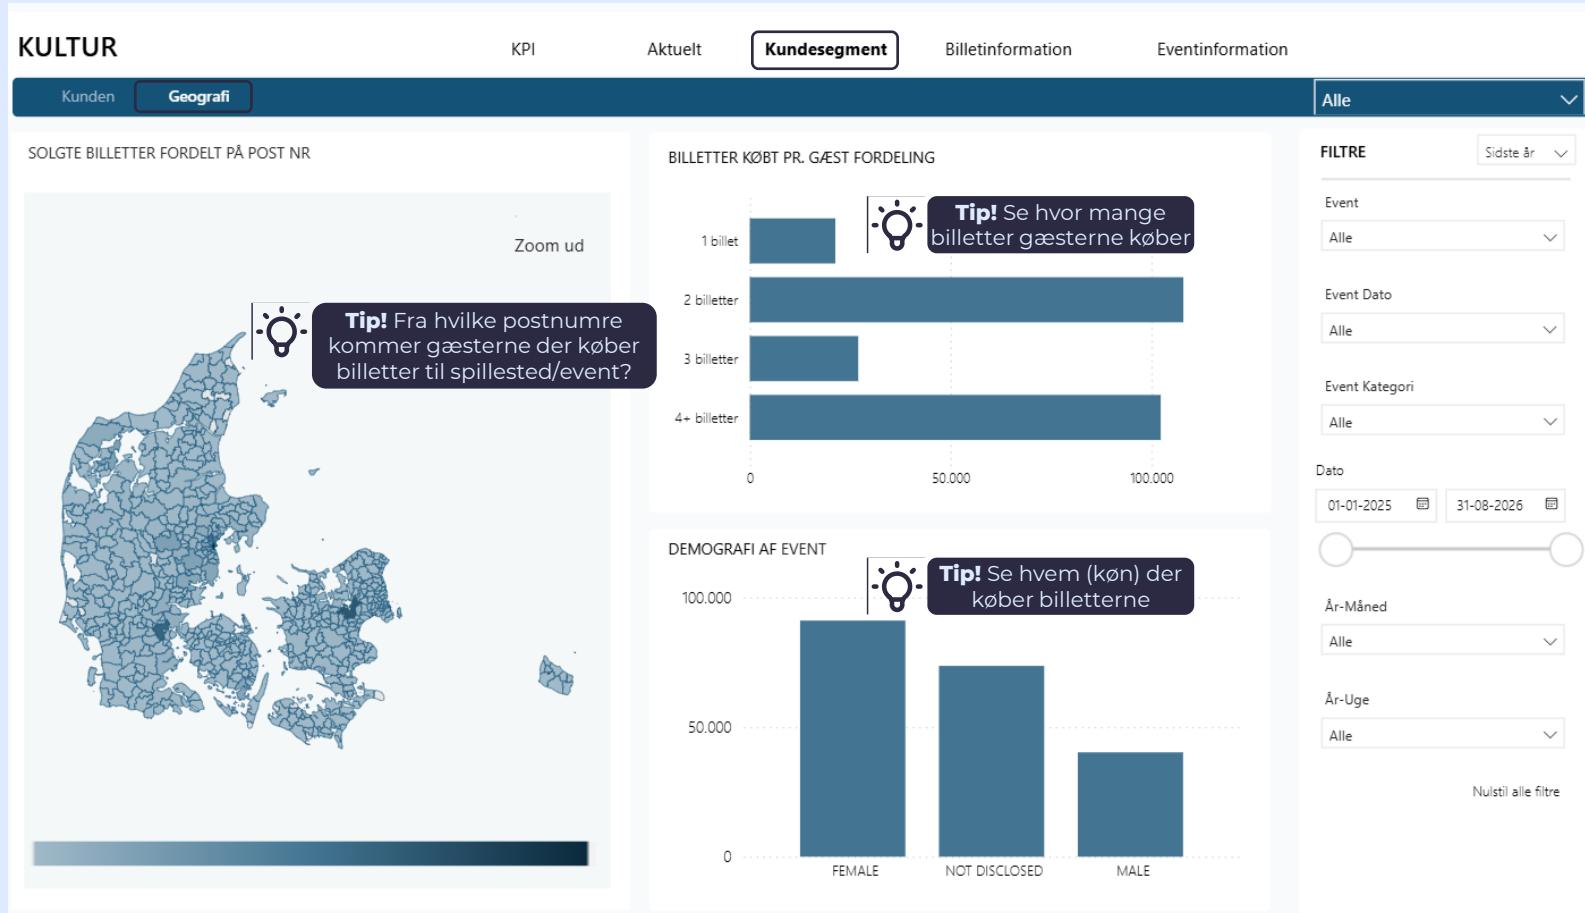 KULTUR
KPI
Aktuelt
Kundesegment
Billetinformation
Eventinformation
Kunden
Geografi
Alle
SOLGTE BILLETTER FORDELT PÅ POST NR
Zoom ud
Tip! Fra hvilke postnumre
kommer gæsterne der køber
billetter til spillested/event?
BILLETTER KØBT PR. GÆST FORDELING
Tip! Se hvor mange
billetter gæsterne køber
1 billet
2 billetter
3 billetter
4+ billetter
0
50.000
100.000
DEMOGRAFI AF EVENT
Tip! Se hvem (køn) der
køber billetterne
100.000
50.000
0
FEMALE
NOT DISCLOSED
MALE
FILTRE
Sidste år
Event
Alle
Event Dato
Alle
Event Kategori
Alle
Dato
01-01-2025
31-08-2026
År-Måned
Alle
År-Uge
Alle
Nulstil alle filtre